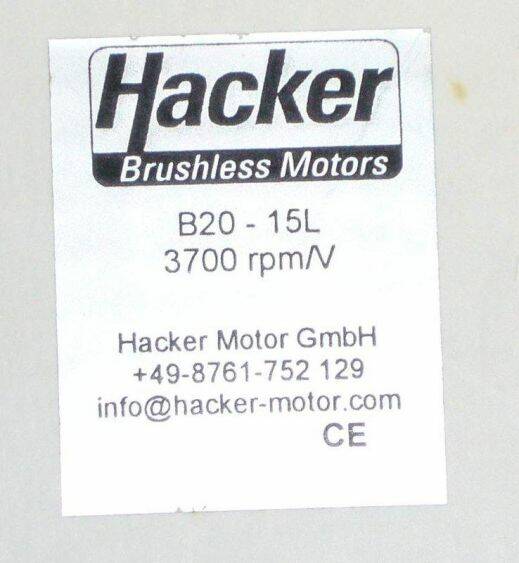 Hacker
Brushless Motors
B20 - 15L
3700 rpm/V
Hacker Motor GmbH
+49-8761-752 129
info@hacker-motor.com
CE